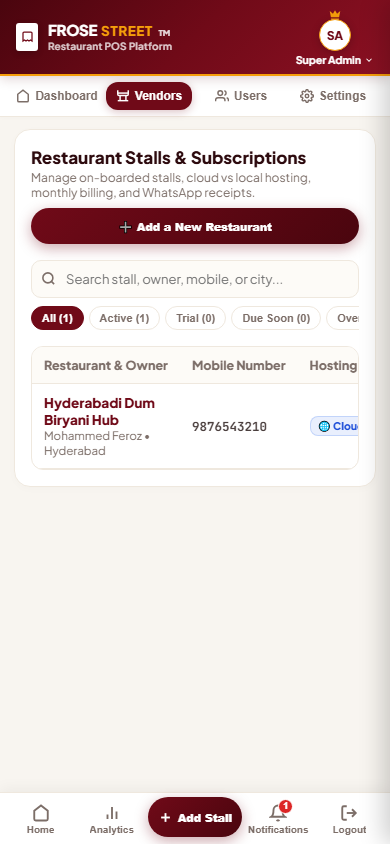 FROSE STREET TM
Restaurant POS Platform
SA
Super Admin
Dashboard
Vendors
Users
Settings
Restaurant Stalls & Subscriptions
Manage on-boarded stalls, cloud vs local hosting,
monthly billing, and WhatsApp receipts.
Add a New Restaurant
Search stall, owner, mobile, or city...
All (1)
Active (1)
Trial (0)
Due Soon (0)
Restaurant & Owner
Mobile Number
Hosting
Hyderabadi Dum
Biryani Hub
Mohammed Feroz •
Hyderabad
9876543210
Home
Analytics
Add Stall
1
Notifications
Logout